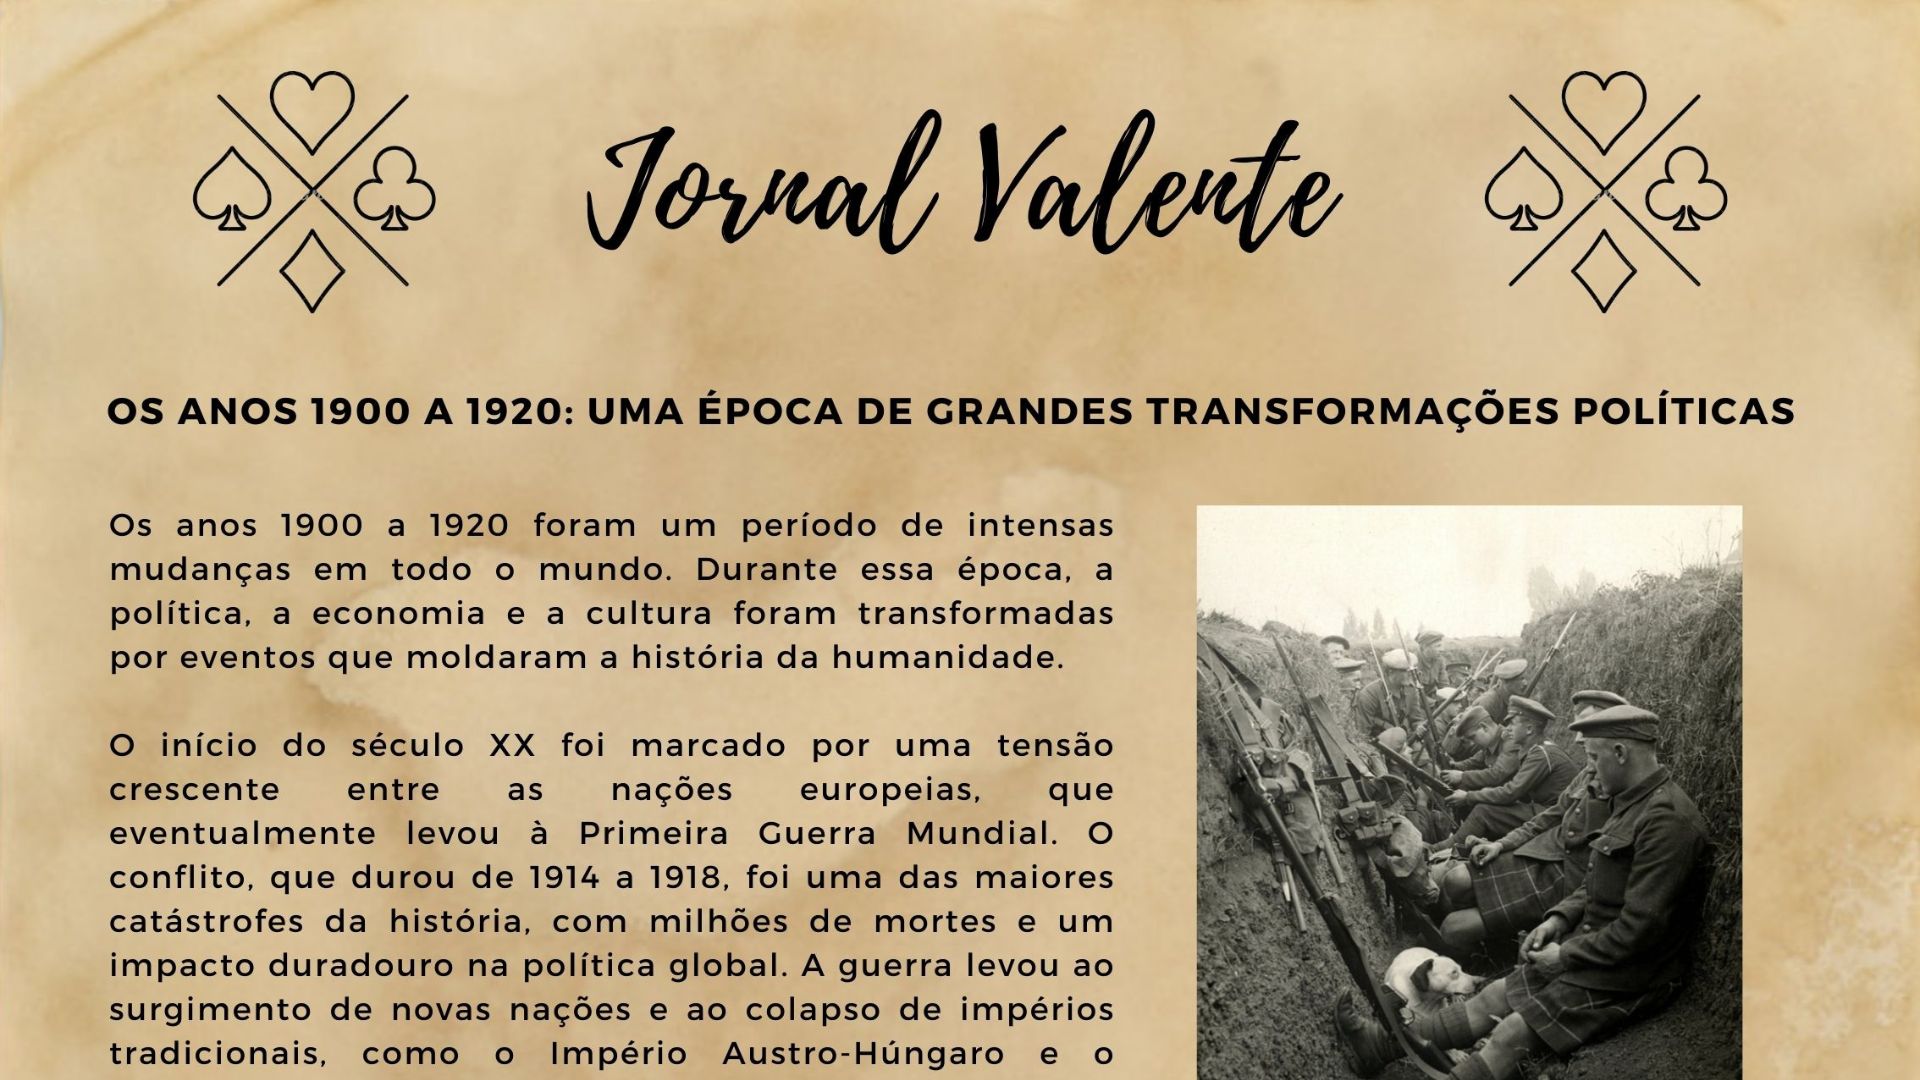 Jornal Valente
OS ANOS 1900 A 1920: UMA ÉPOCA DE GRANDES TRANSFORMAÇÕES POLÍTICAS
Os anos 1900 a 1920 foram um período de intensas
mudanças em todo o mundo. Durante essa época, a
política, a economia e a cultura foram transformadas
por eventos que moldaram a história da humanidade.
O início do século XX foi marcado por uma tensão
crescente entre as nações europeias, que
eventualmente levou à Primeira Guerra Mundial. O
conflito, que durou de 1914 a 1918, foi uma das maiores
catástrofes da história, com milhões de mortes e um
impacto duradouro na política global. A guerra levou ao
surgimento de novas nações e ao colapso de impérios
tradicionais, como o Império Austro-Húngaro e o